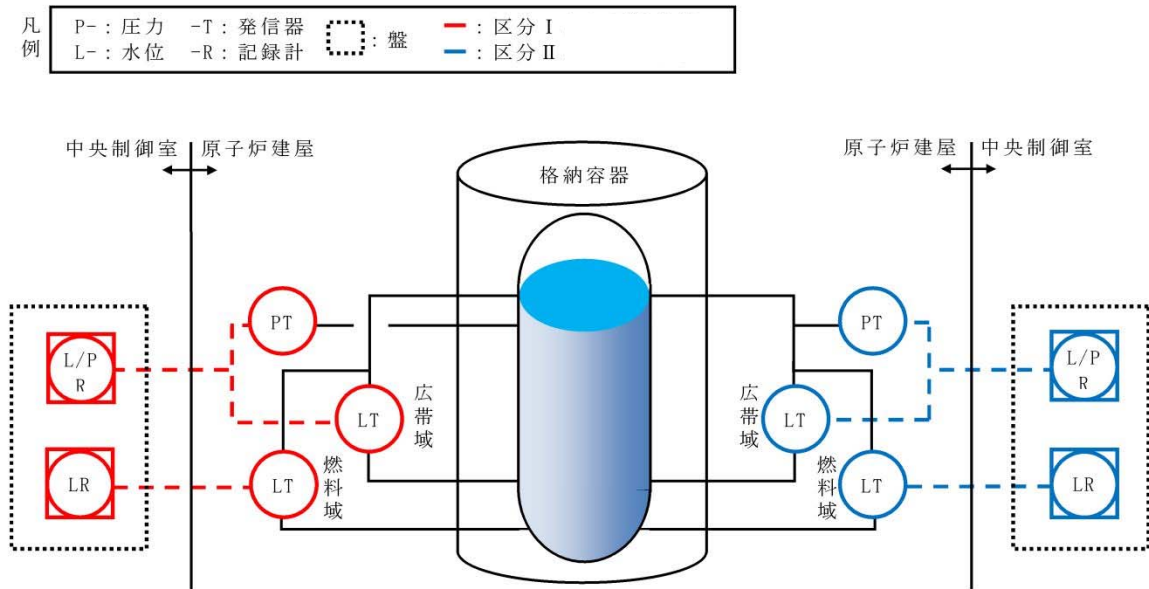 凡例
P-：圧力 -T：発信器 ：盤 ：区分Ⅰ
L-：水位 -R：記録計 ：区分Ⅱ
中央制御室 原子炉建屋
格納容器
原子炉建屋 中央制御室
PT
PT
L/P
R
L/P
R
LT
広帯域
広帯域
LT
LR
LT
燃料域
燃料域
LT
LR